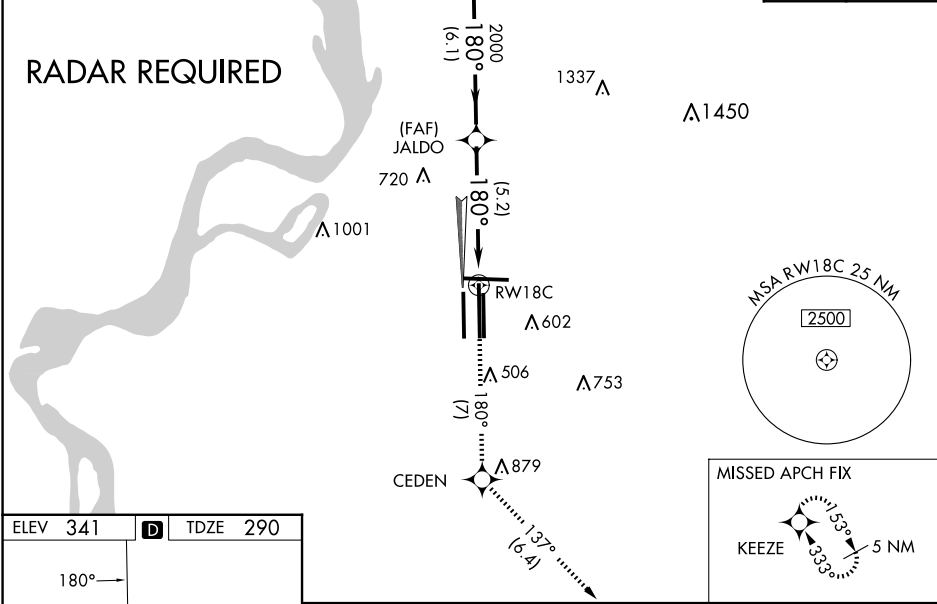 RADAR REQUIRED
2000
180°
(6.1)
1337
1450
(FAF)
JALDO
720
(5.2)
180°
1001
RW18C
MSA RW18C 25 NM
2500
602
506
753
180°
(7)
879
CEDEN
137°
(6.4)
MISSED APCH FIX
KEEZE
153°
333°
5 NM
ELEV 341
D
TDZE 290
180°